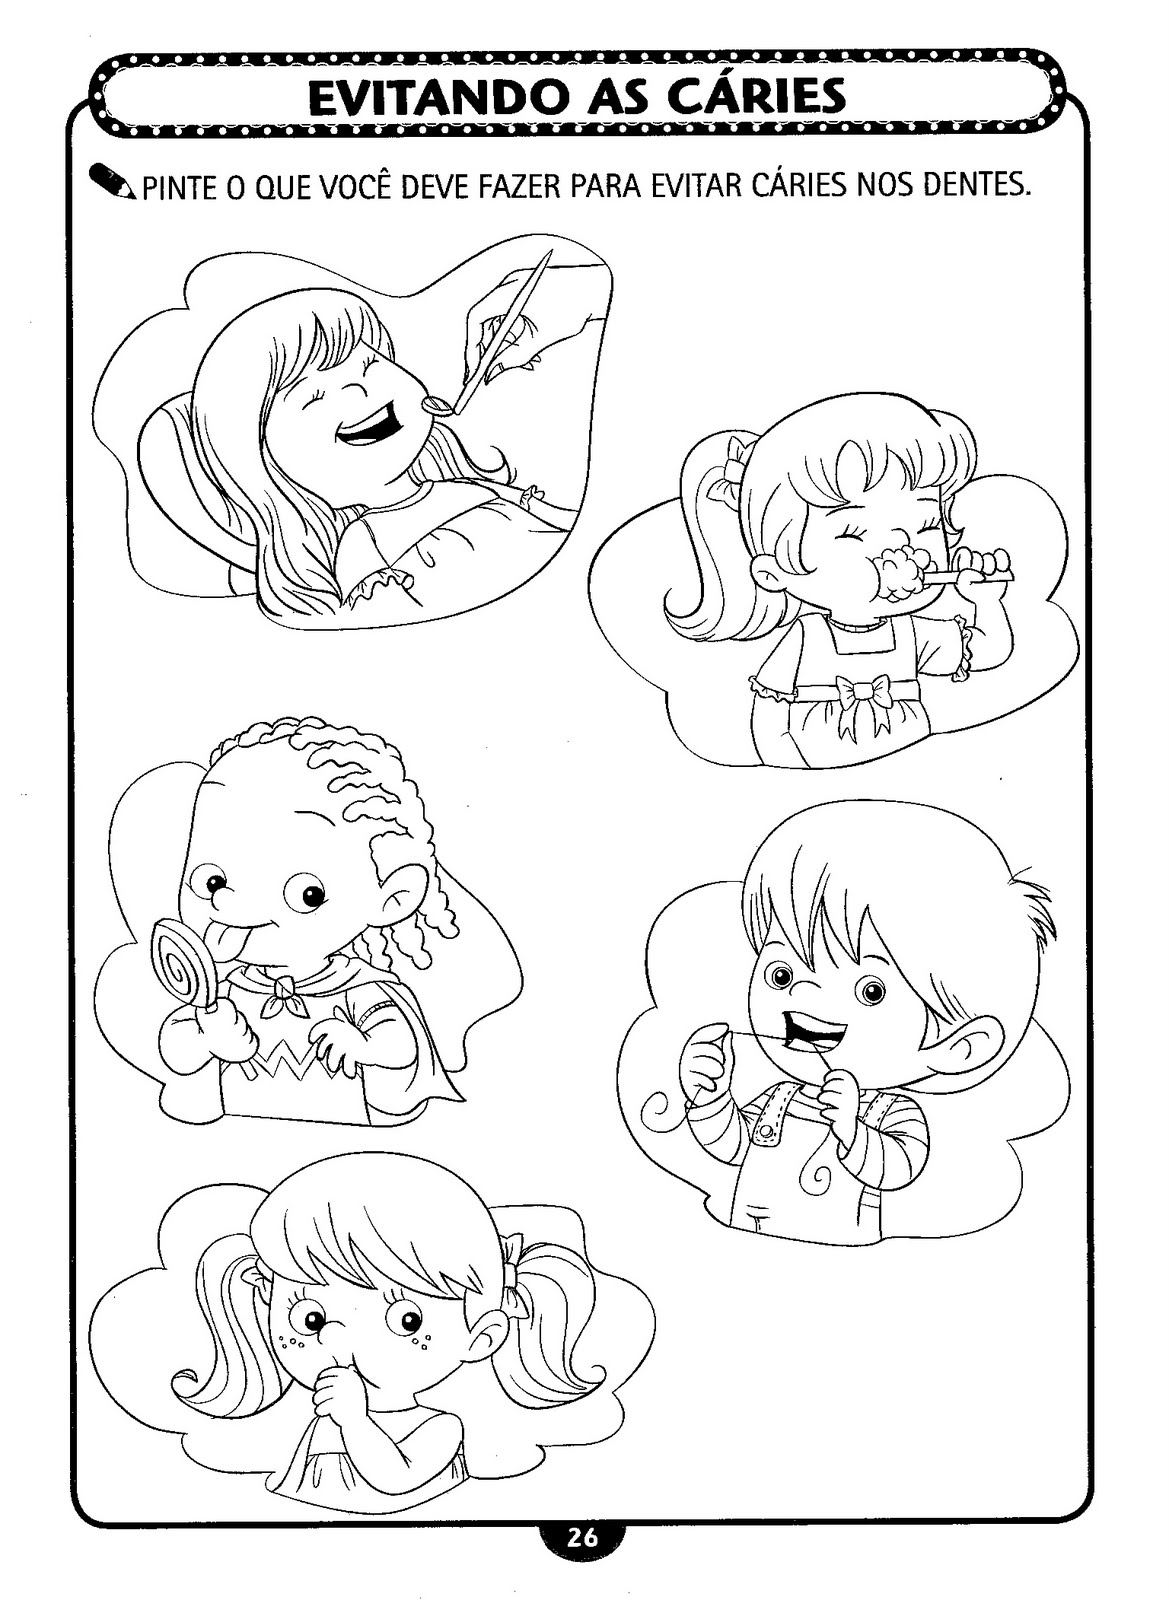 EVITANDO AS CÁRIES
PINTE O QUE VOCÊ DEVE FAZER PARA EVITAR CÁRIES NOS DENTES.
26